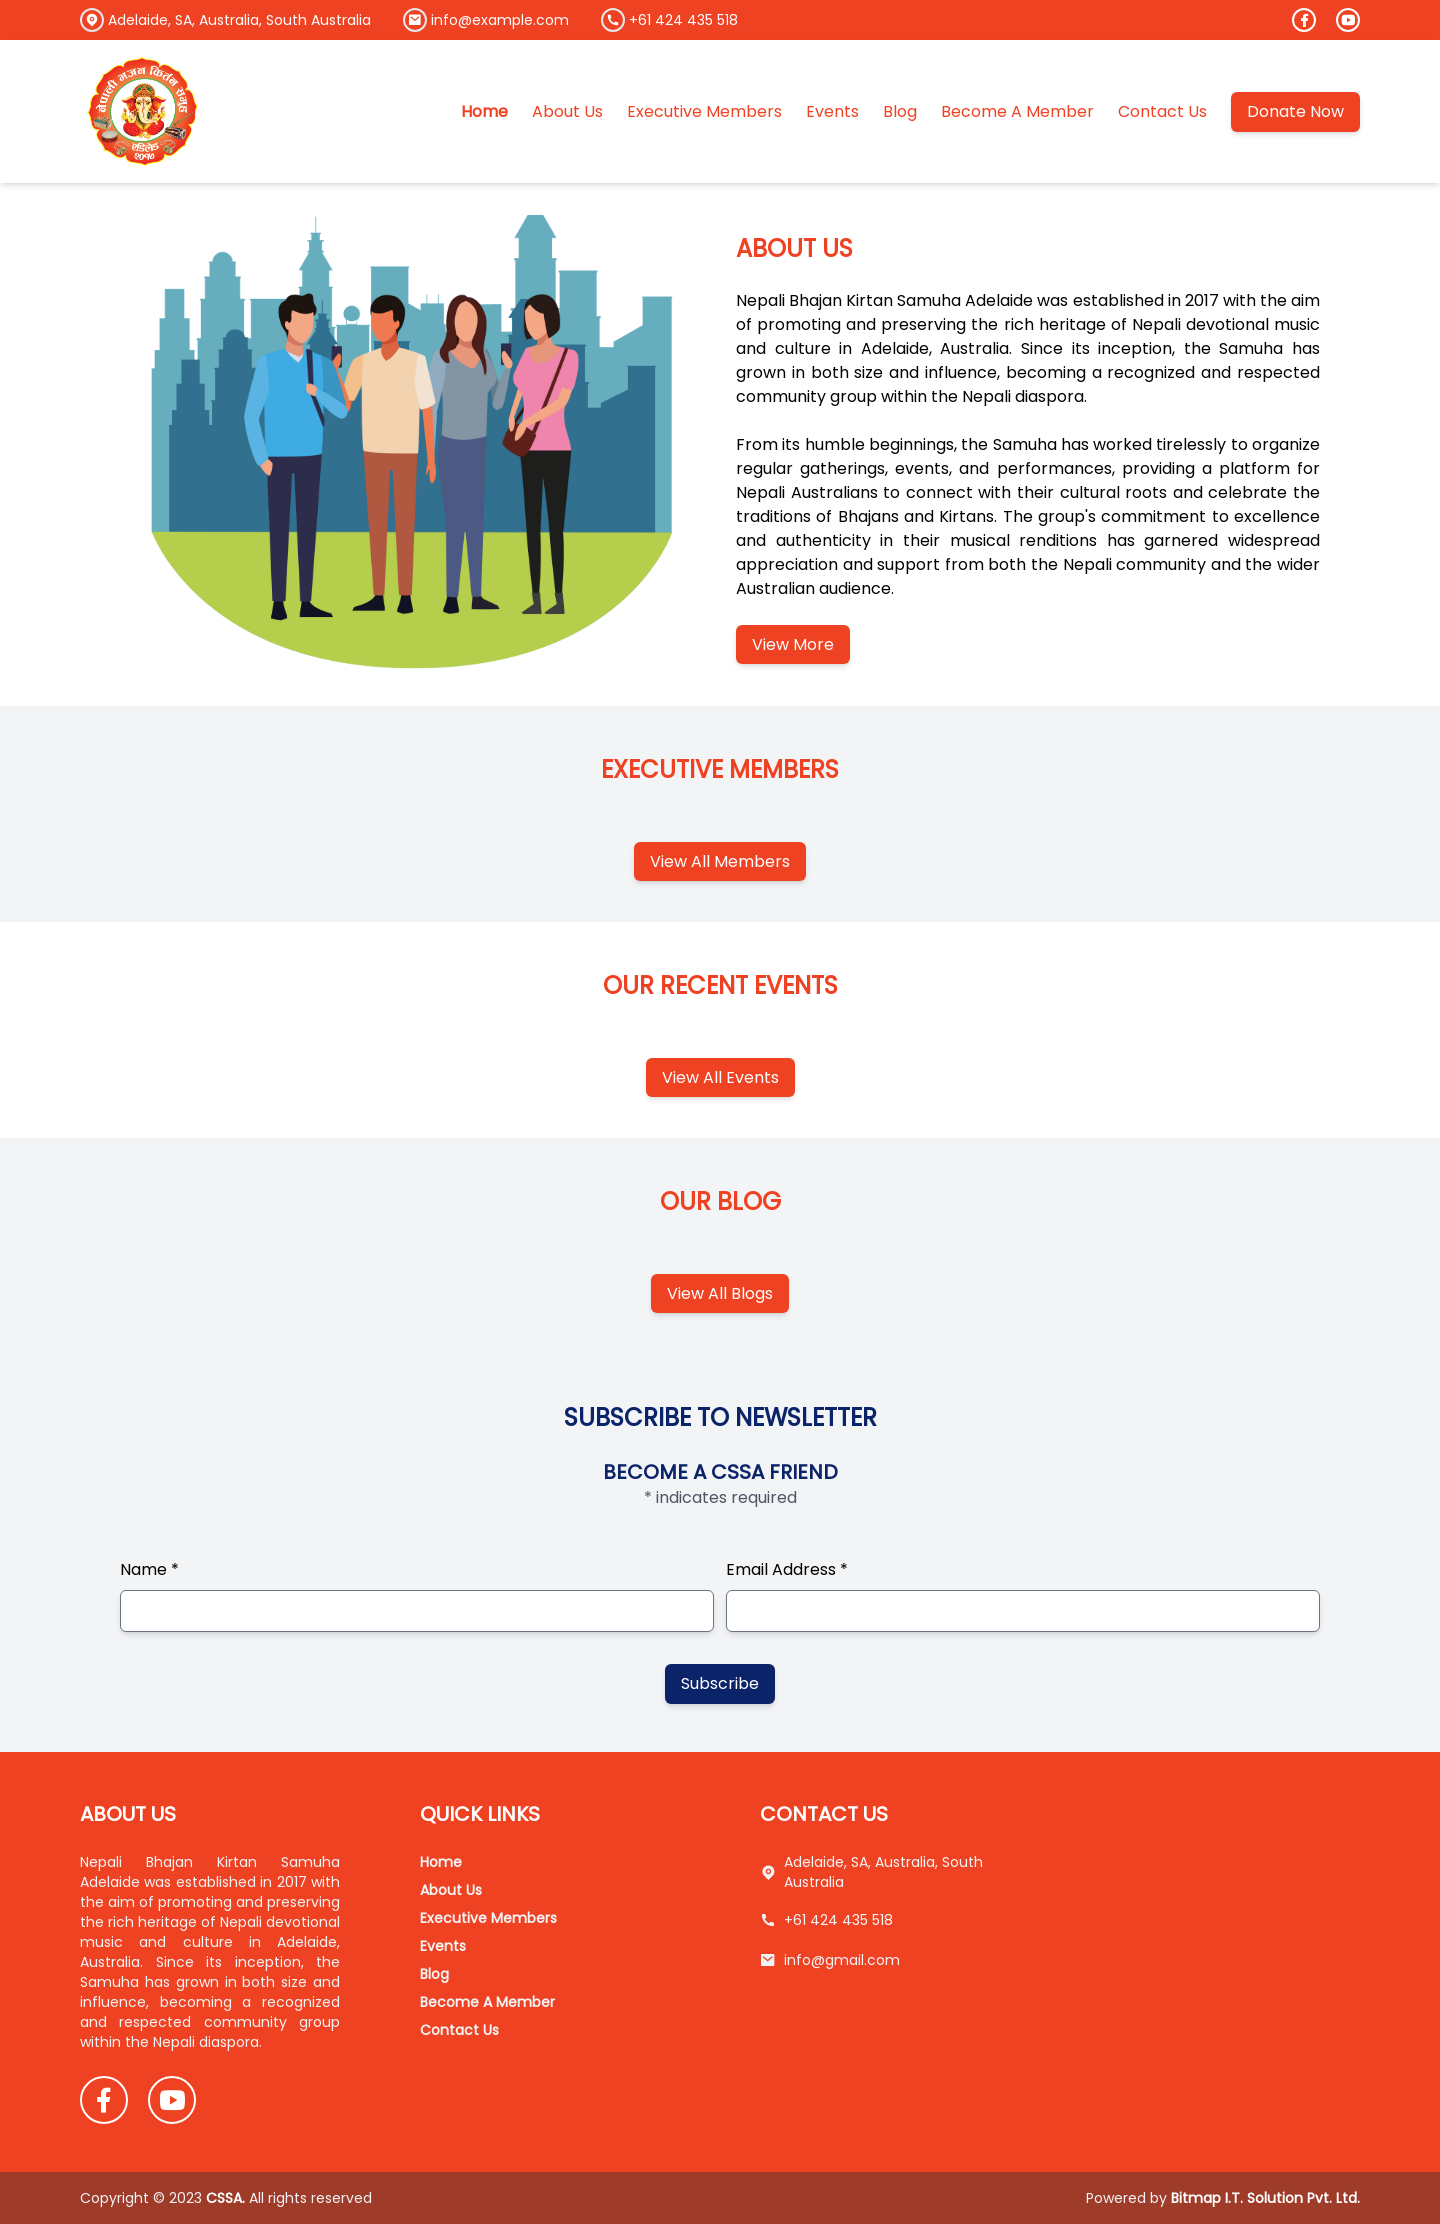 Adelaide, SA, Australia, South Australia
info@example.com
+61 424 435 518
नेपाली भजन किर्तन समूह
एडिलेड
२०१७
Home
About Us
Executive Members
Events
Blog
Become A Member
Contact Us
Donate Now
ABOUT US
Nepali Bhajan Kirtan Samuha Adelaide was established in 2017 with the aim
of promoting and preserving the rich heritage of Nepali devotional music
and culture in Adelaide, Australia. Since its inception, the Samuha has
grown in both size and influence, becoming a recognized and respected
community group within the Nepali diaspora.
From its humble beginnings, the Samuha has worked tirelessly to organize
regular gatherings, events, and performances, providing a platform for
Nepali Australians to connect with their cultural roots and celebrate the
traditions of Bhajans and Kirtans. The group's commitment to excellence
and authenticity in their musical renditions has garnered widespread
appreciation and support from both the Nepali community and the wider
Australian audience.
View More
EXECUTIVE MEMBERS
View All Members
OUR RECENT EVENTS
View All Events
OUR BLOG
View All Blogs
SUBSCRIBE TO NEWSLETTER
BECOME A CSSA FRIEND
* indicates required
Name *
Email Address *
Subscribe
ABOUT US
Nepali Bhajan Kirtan Samuha
Adelaide was established in 2017 with
the aim of promoting and preserving
the rich heritage of Nepali devotional
music and culture in Adelaide,
Australia. Since its inception, the
Samuha has grown in both size and
influence, becoming a recognized
and respected community group
within the Nepali diaspora.
QUICK LINKS
Home
About Us
Executive Members
Events
Blog
Become A Member
Contact Us
CONTACT US
Adelaide, SA, Australia, South
Australia
+61 424 435 518
info@gmail.com
Copyright © 2023 CSSA. All rights reserved
Powered by Bitmap I.T. Solution Pvt. Ltd.